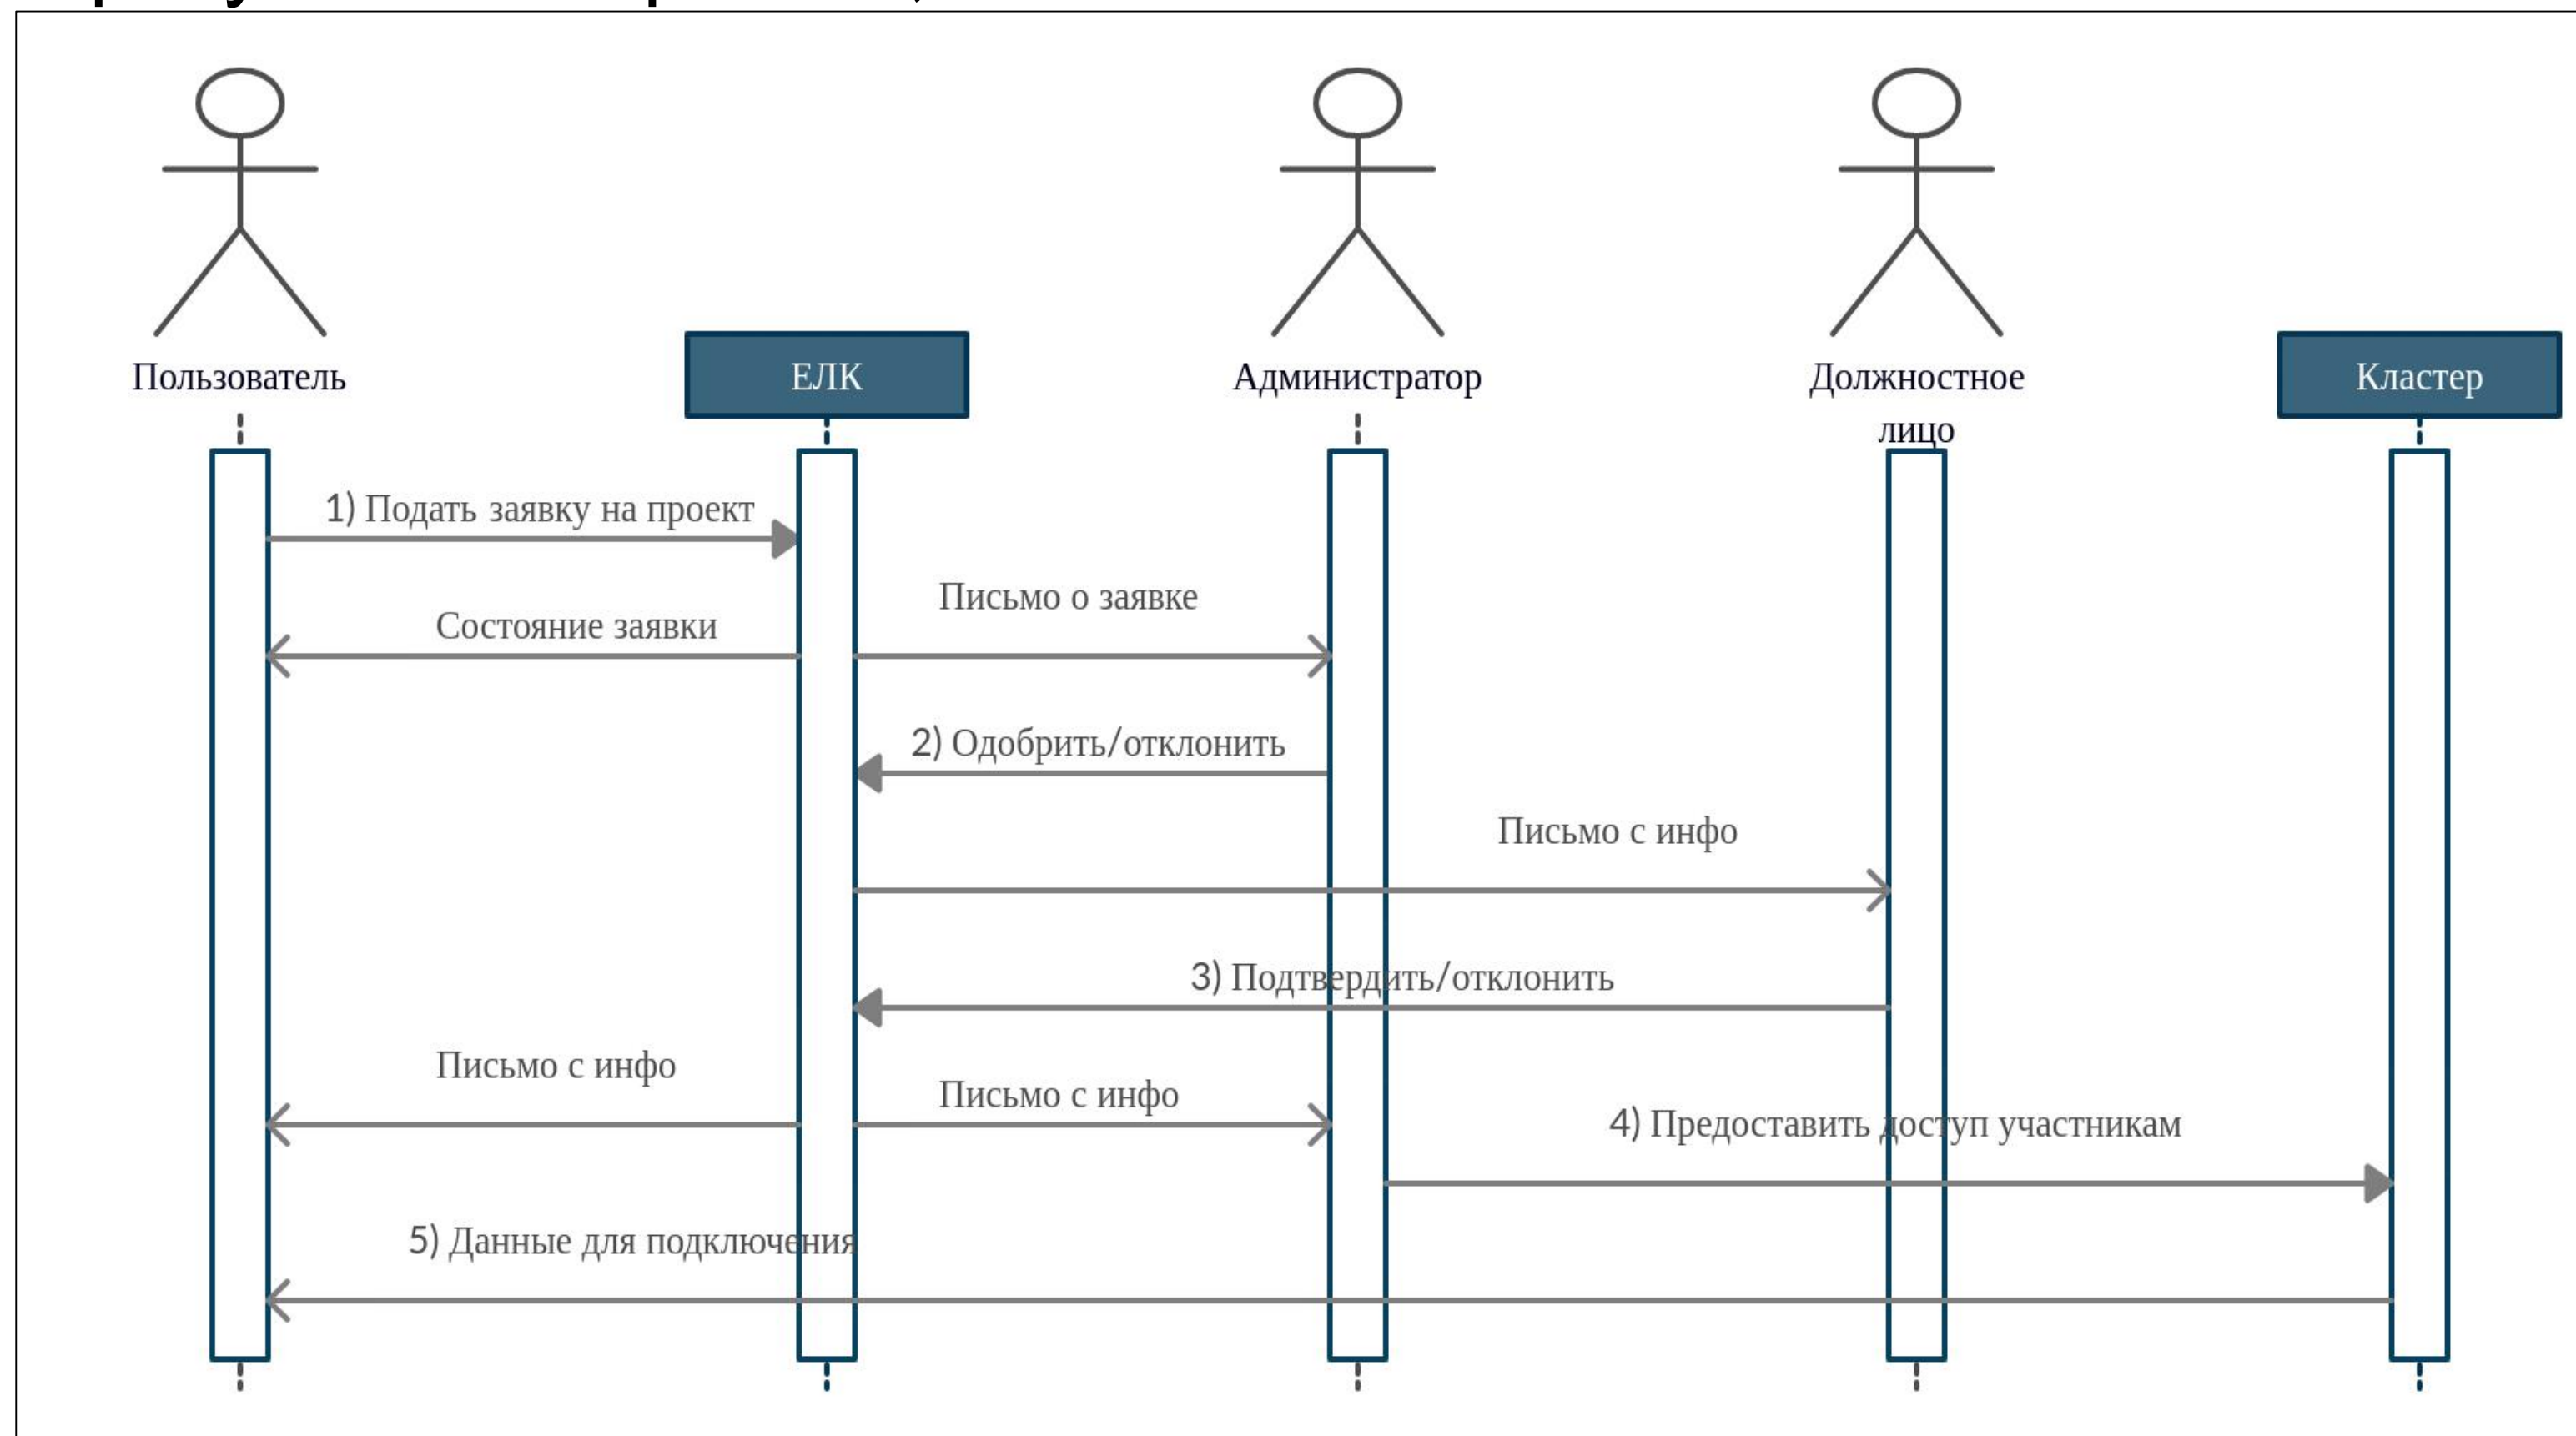 Пользователь
ЕЛК
Администратор
Должностное
лицо
Кластер
1) Подать заявку на проект
Письмо о заявке
Состояние заявки
2) Одобрить/отклонить
Письмо с инфо
3) Подтвердить/отклонить
Письмо с инфо
Письмо с инфо
4) Предоставить доступ участникам
5) Данные для подключения